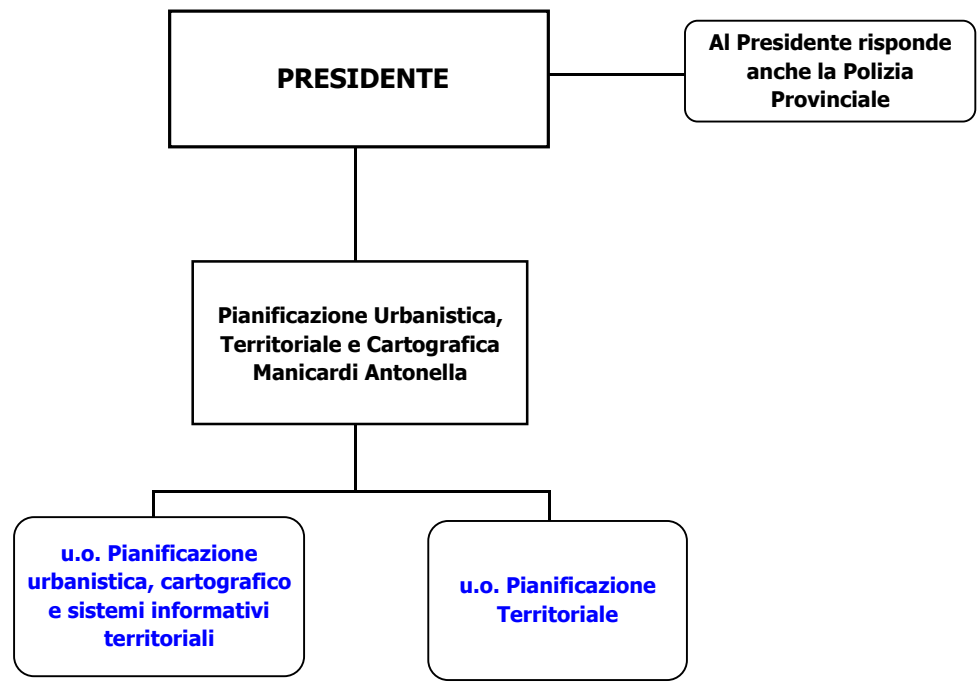 PRESIDENTE
Al Presidente risponde
anche la Polizia
Provinciale
Pianificazione Urbanistica,
Territoriale e Cartografica
Manicardi Antonella
u.o. Pianificazione
urbanistica, cartografico
e sistemi informativi
territoriali
u.o. Pianificazione
Territoriale